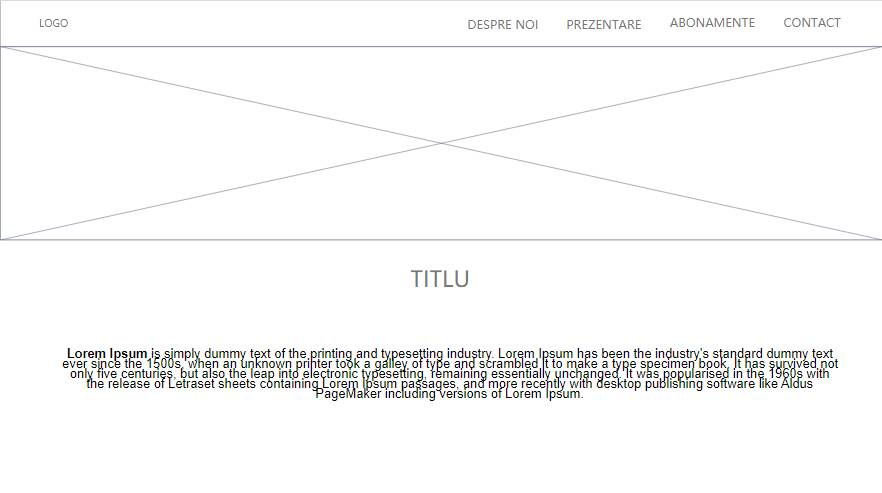 LOGO
DESPRE NOI PREZENTARE ABONAMENTE CONTACT
TITLU
Lorem Ipsum is simply dummy text of the printing and typesetting industry. Lorem Ipsum has been the industry's standard dummy text
ever since the 1500s, when an unknown printer took a galley of type and scrambled it to make a type specimen book. It has survived not
only five centuries, but also the leap into electronic typesetting, remaining essentially unchanged. It was popularised in the 1960s with
the release of Letraset sheets containing Lorem Ipsum passages, and more recently with desktop publishing software like Aldus
PageMaker including versions of Lorem Ipsum.